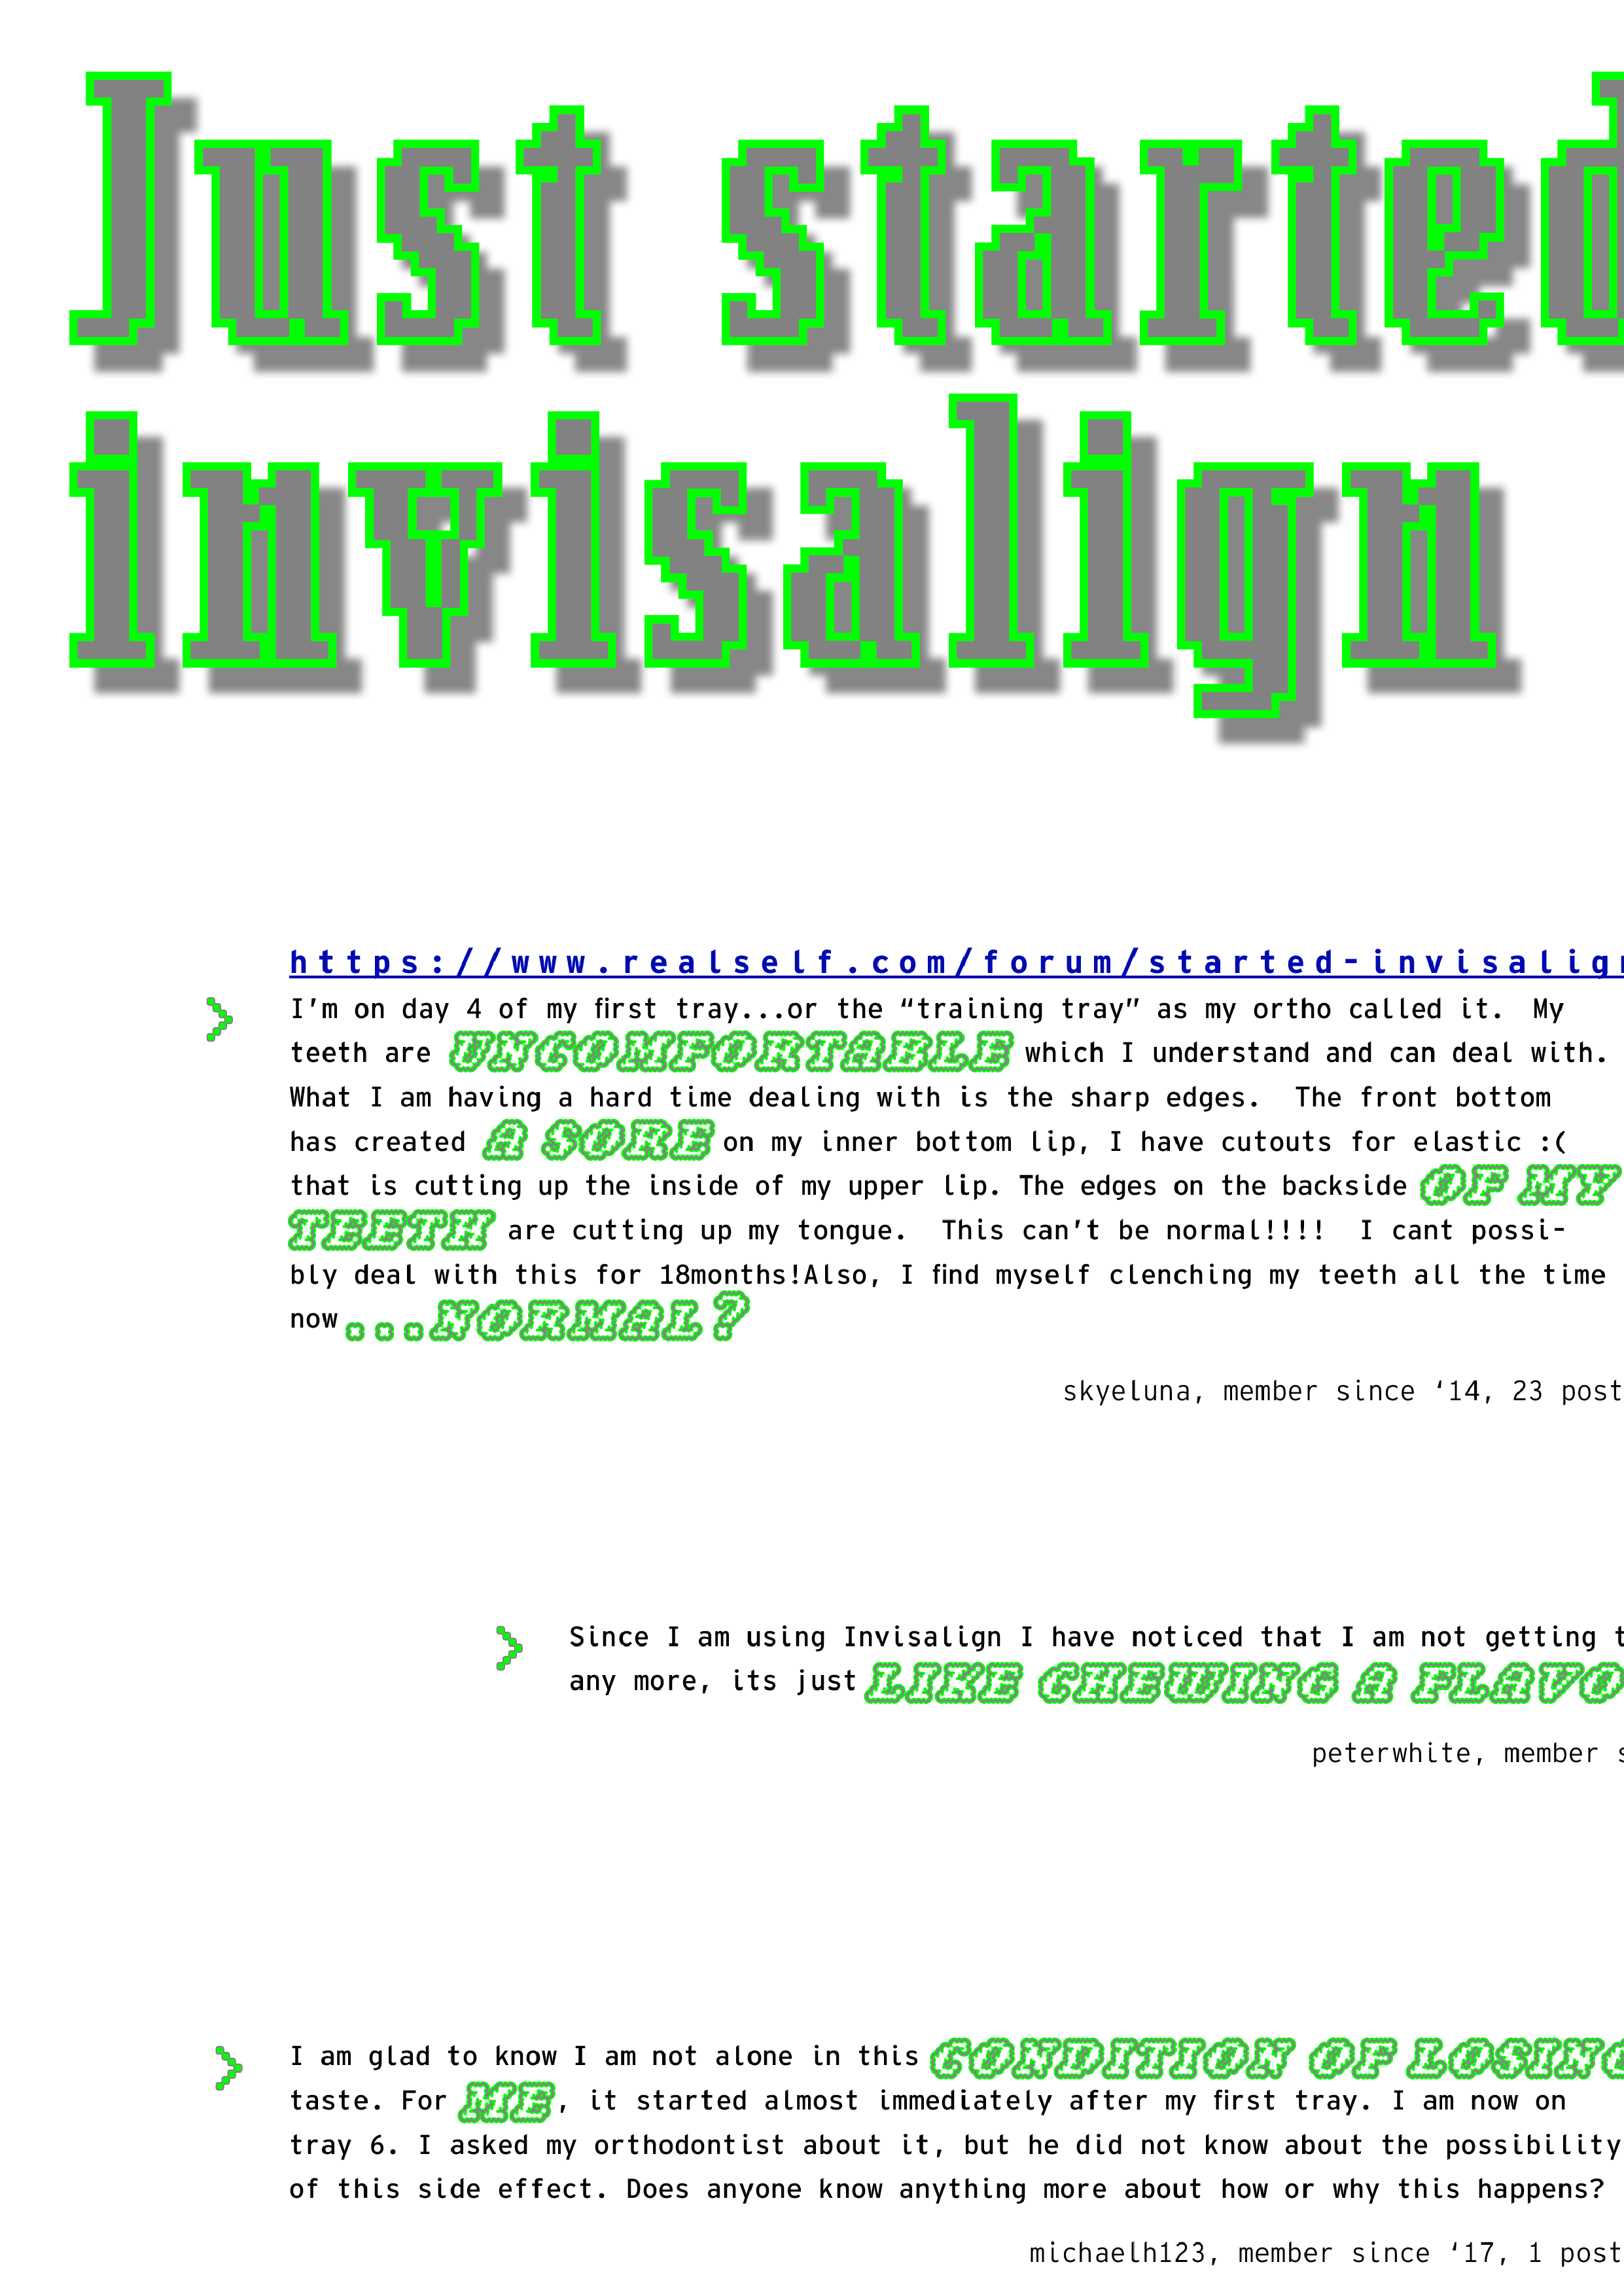 Just started
invisalign
https://www.realself.com/forum/started-invisalign
> I’m on day 4 of my first tray...or the “training tray” as my ortho called it.  My
teeth are UNCOMFORTABLE which I understand and can deal with.
What I am having a hard time dealing with is the sharp edges.  The front bottom
has created A SORE on my inner bottom lip, I have cutouts for elastic :(
that is cutting up the inside of my upper lip. The edges on the backside OF MY
TEETH are cutting up my tongue.  This can’t be normal!!!!  I cant possi-
bly deal with this for 18months!Also, I find myself clenching my teeth all the time
now...NORMAL?
skyeluna, member since ‘14, 23 post
> Since I am using Invisalign I have noticed that I am not getting t
any more, its just LIKE CHEWING A FLAVO
peterwhite, member s
> I am glad to know I am not alone in this CONDITION OF LOSING
taste. For ME, it started almost immediately after my first tray. I am now on
tray 6. I asked my orthodontist about it, but he did not know about the possibility
of this side effect. Does anyone know anything more about how or why this happens?
michaelh123, member since ‘17, 1 post